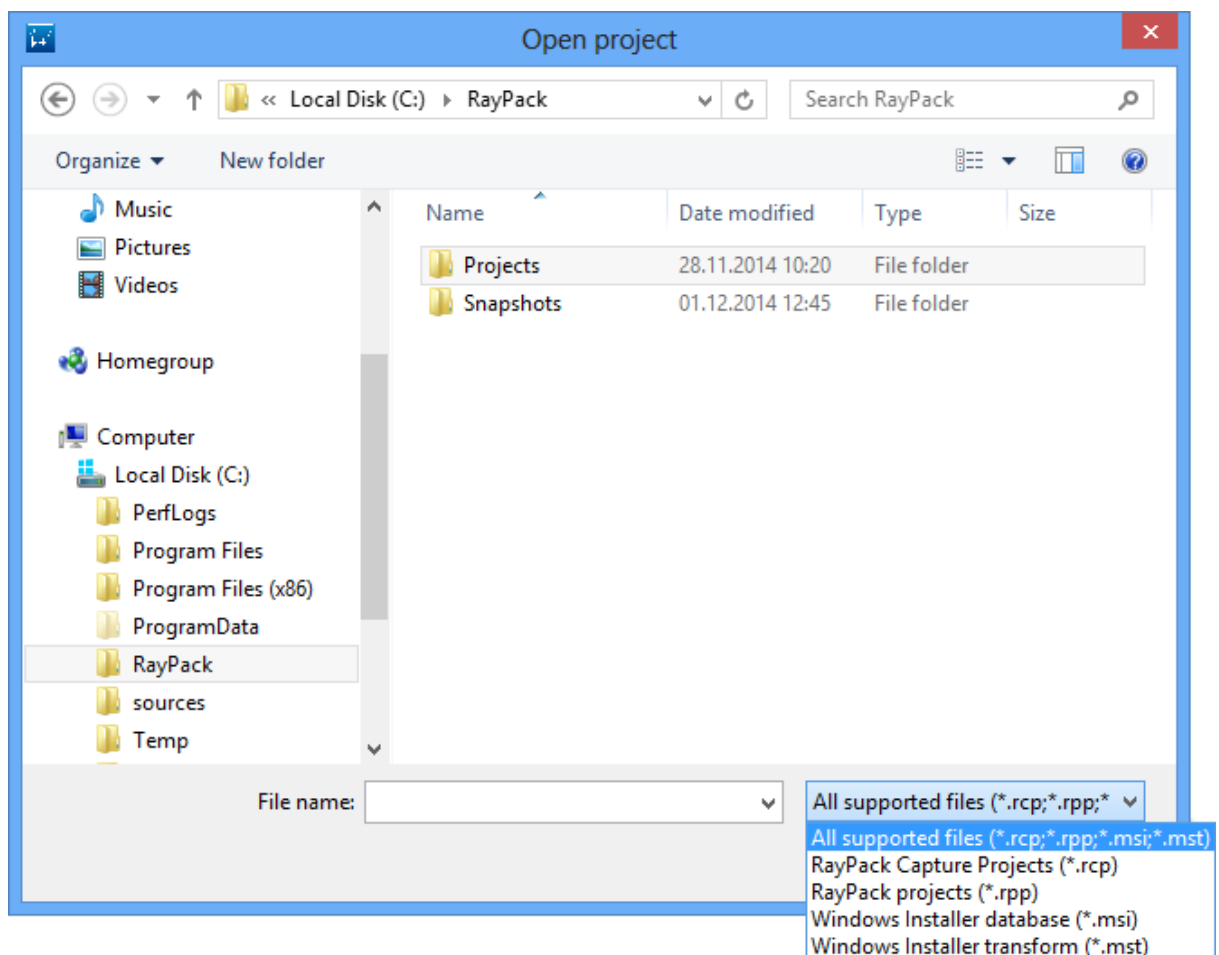 Open project
« Local Disk (C:) RayPack
Search RayPack
Organize
New folder
Music
Pictures
Videos
Homegroup
Computer
Local Disk (C:)
PerfLogs
Program Files
Program Files (x86)
ProgramData
RayPack
sources
Temp
Name Date modified Type Size
Projects 28.11.2014 10:20 File folder
Snapshots 01.12.2014 12:45 File folder
File name:
All supported files (*.rcp;*.rpp;*
All supported files (*.rcp;*.rpp;*.msi;*.mst)
RayPack Capture Projects (*.rcp)
RayPack projects (*.rpp)
Windows Installer database (*.msi)
Windows Installer transform (*.mst)